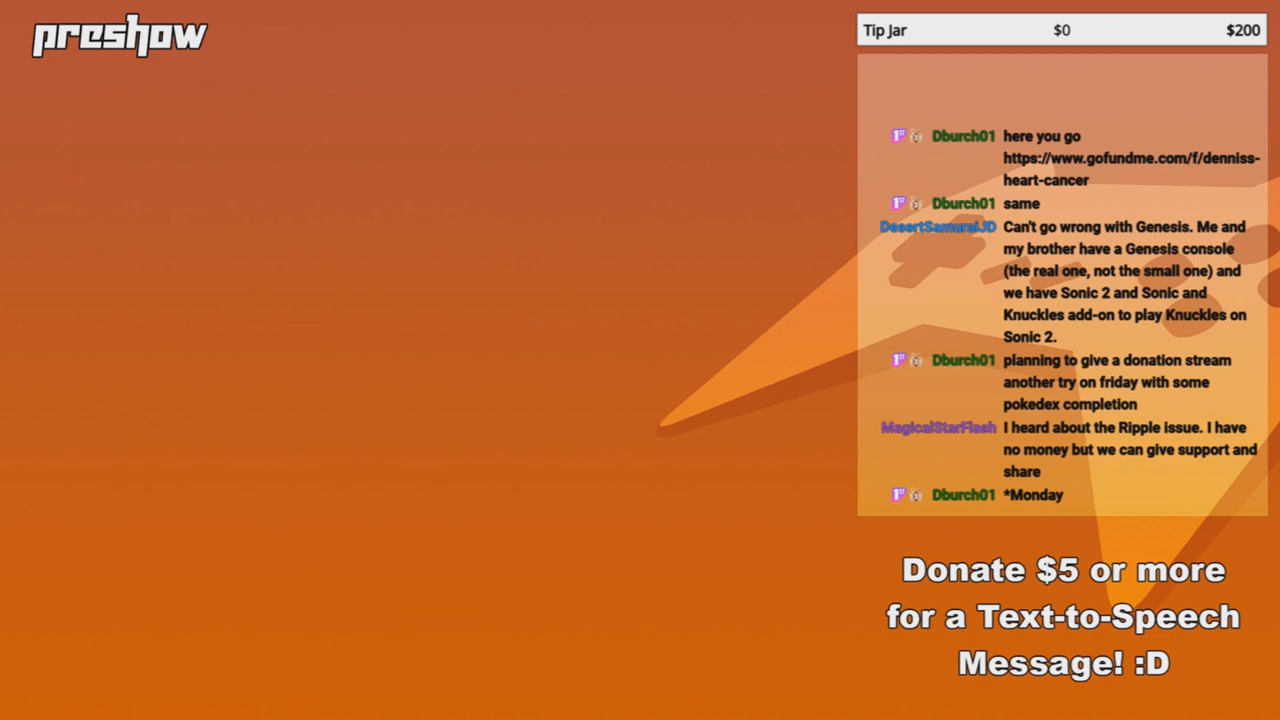 preshow
Tip Jar $0 $200
Dburch01 here you go
https://www.gofundme.com/f/denniss-
heart-cancer
Dburch01 same
DesertSamuraiJD Can't go wrong with Genesis. Me and
my brother have a Genesis console
(the real one, not the small one) and
we have Sonic 2 and Sonic and
Knuckles add-on to play Knuckles on
Sonic 2.
Dburch01 planning to give a donation stream
another try on friday with some
pokedex completion
MagicalStarFlash I heard about the Ripple issue. I have
no money but we can give support and
share
Dburch01 *Monday
Donate $5 or more
for a Text-to-Speech
Message! :D